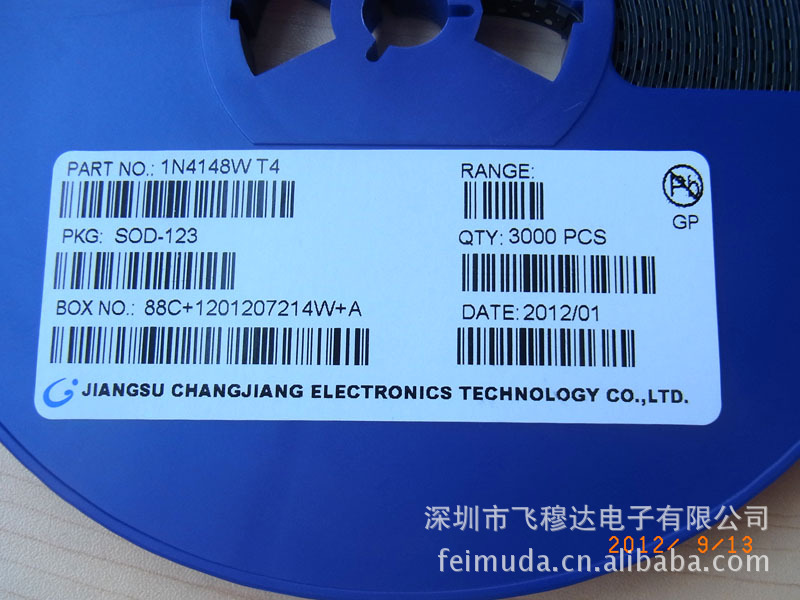 PART NO.: 1N4148W T4
RANGE:
Pb
GP
PKG: SOD-123
QTY: 3000 PCS
BOX NO.: 88C+1201207214W+A
DATE: 2012/01
JIANGSU CHANGJIANG ELECTRONICS TECHNOLOGY CO.,LTD.
深圳市飞穆达电子有限公司
2012/ 9/13
feimuda.cn.alibaba.com